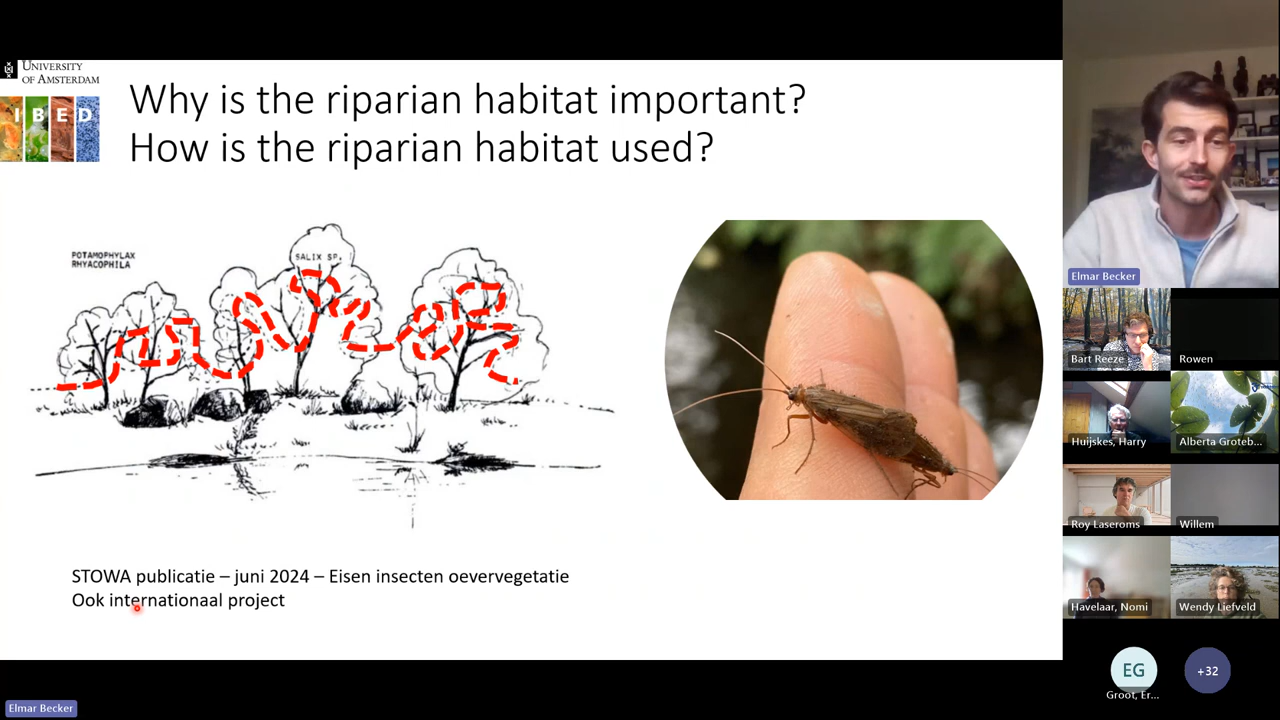 UNIVERSITY
OF AMSTERDAM
I B E D
Why is the riparian habitat important?
How is the riparian habitat used?
POTAMOPHYLAX
RHYACOPHILA
SALIX SP.
STOWA publicatie – juni 2024 – Eisen insecten oevervegetatie
Ook internationaal project
Elmar Becker
Bart Reeze
Rowen
Huijskes, Harry
Alberta Groteb...
Roy Laseroms
Willem
Havelaar, Nomi
Wendy Liefveld
EG
Groot, Er...
+32
Elmar Becker